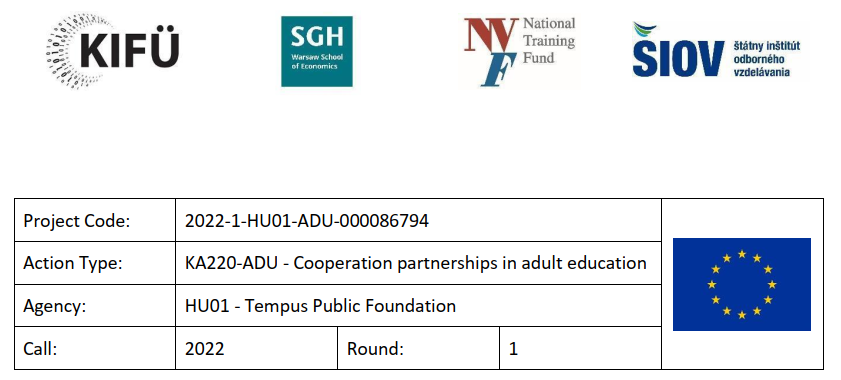 KIFÜ
SGH
Warsaw School
of Economics
NVF
National
Training
Fund
ŠIOV
štátny inštitút
odborného
vzdelávania
Project Code: 2022-1-HU01-ADU-000086794
Action Type: KA220-ADU - Cooperation partnerships in adult education
Agency: HU01 - Tempus Public Foundation
Call: 2022 Round: 1